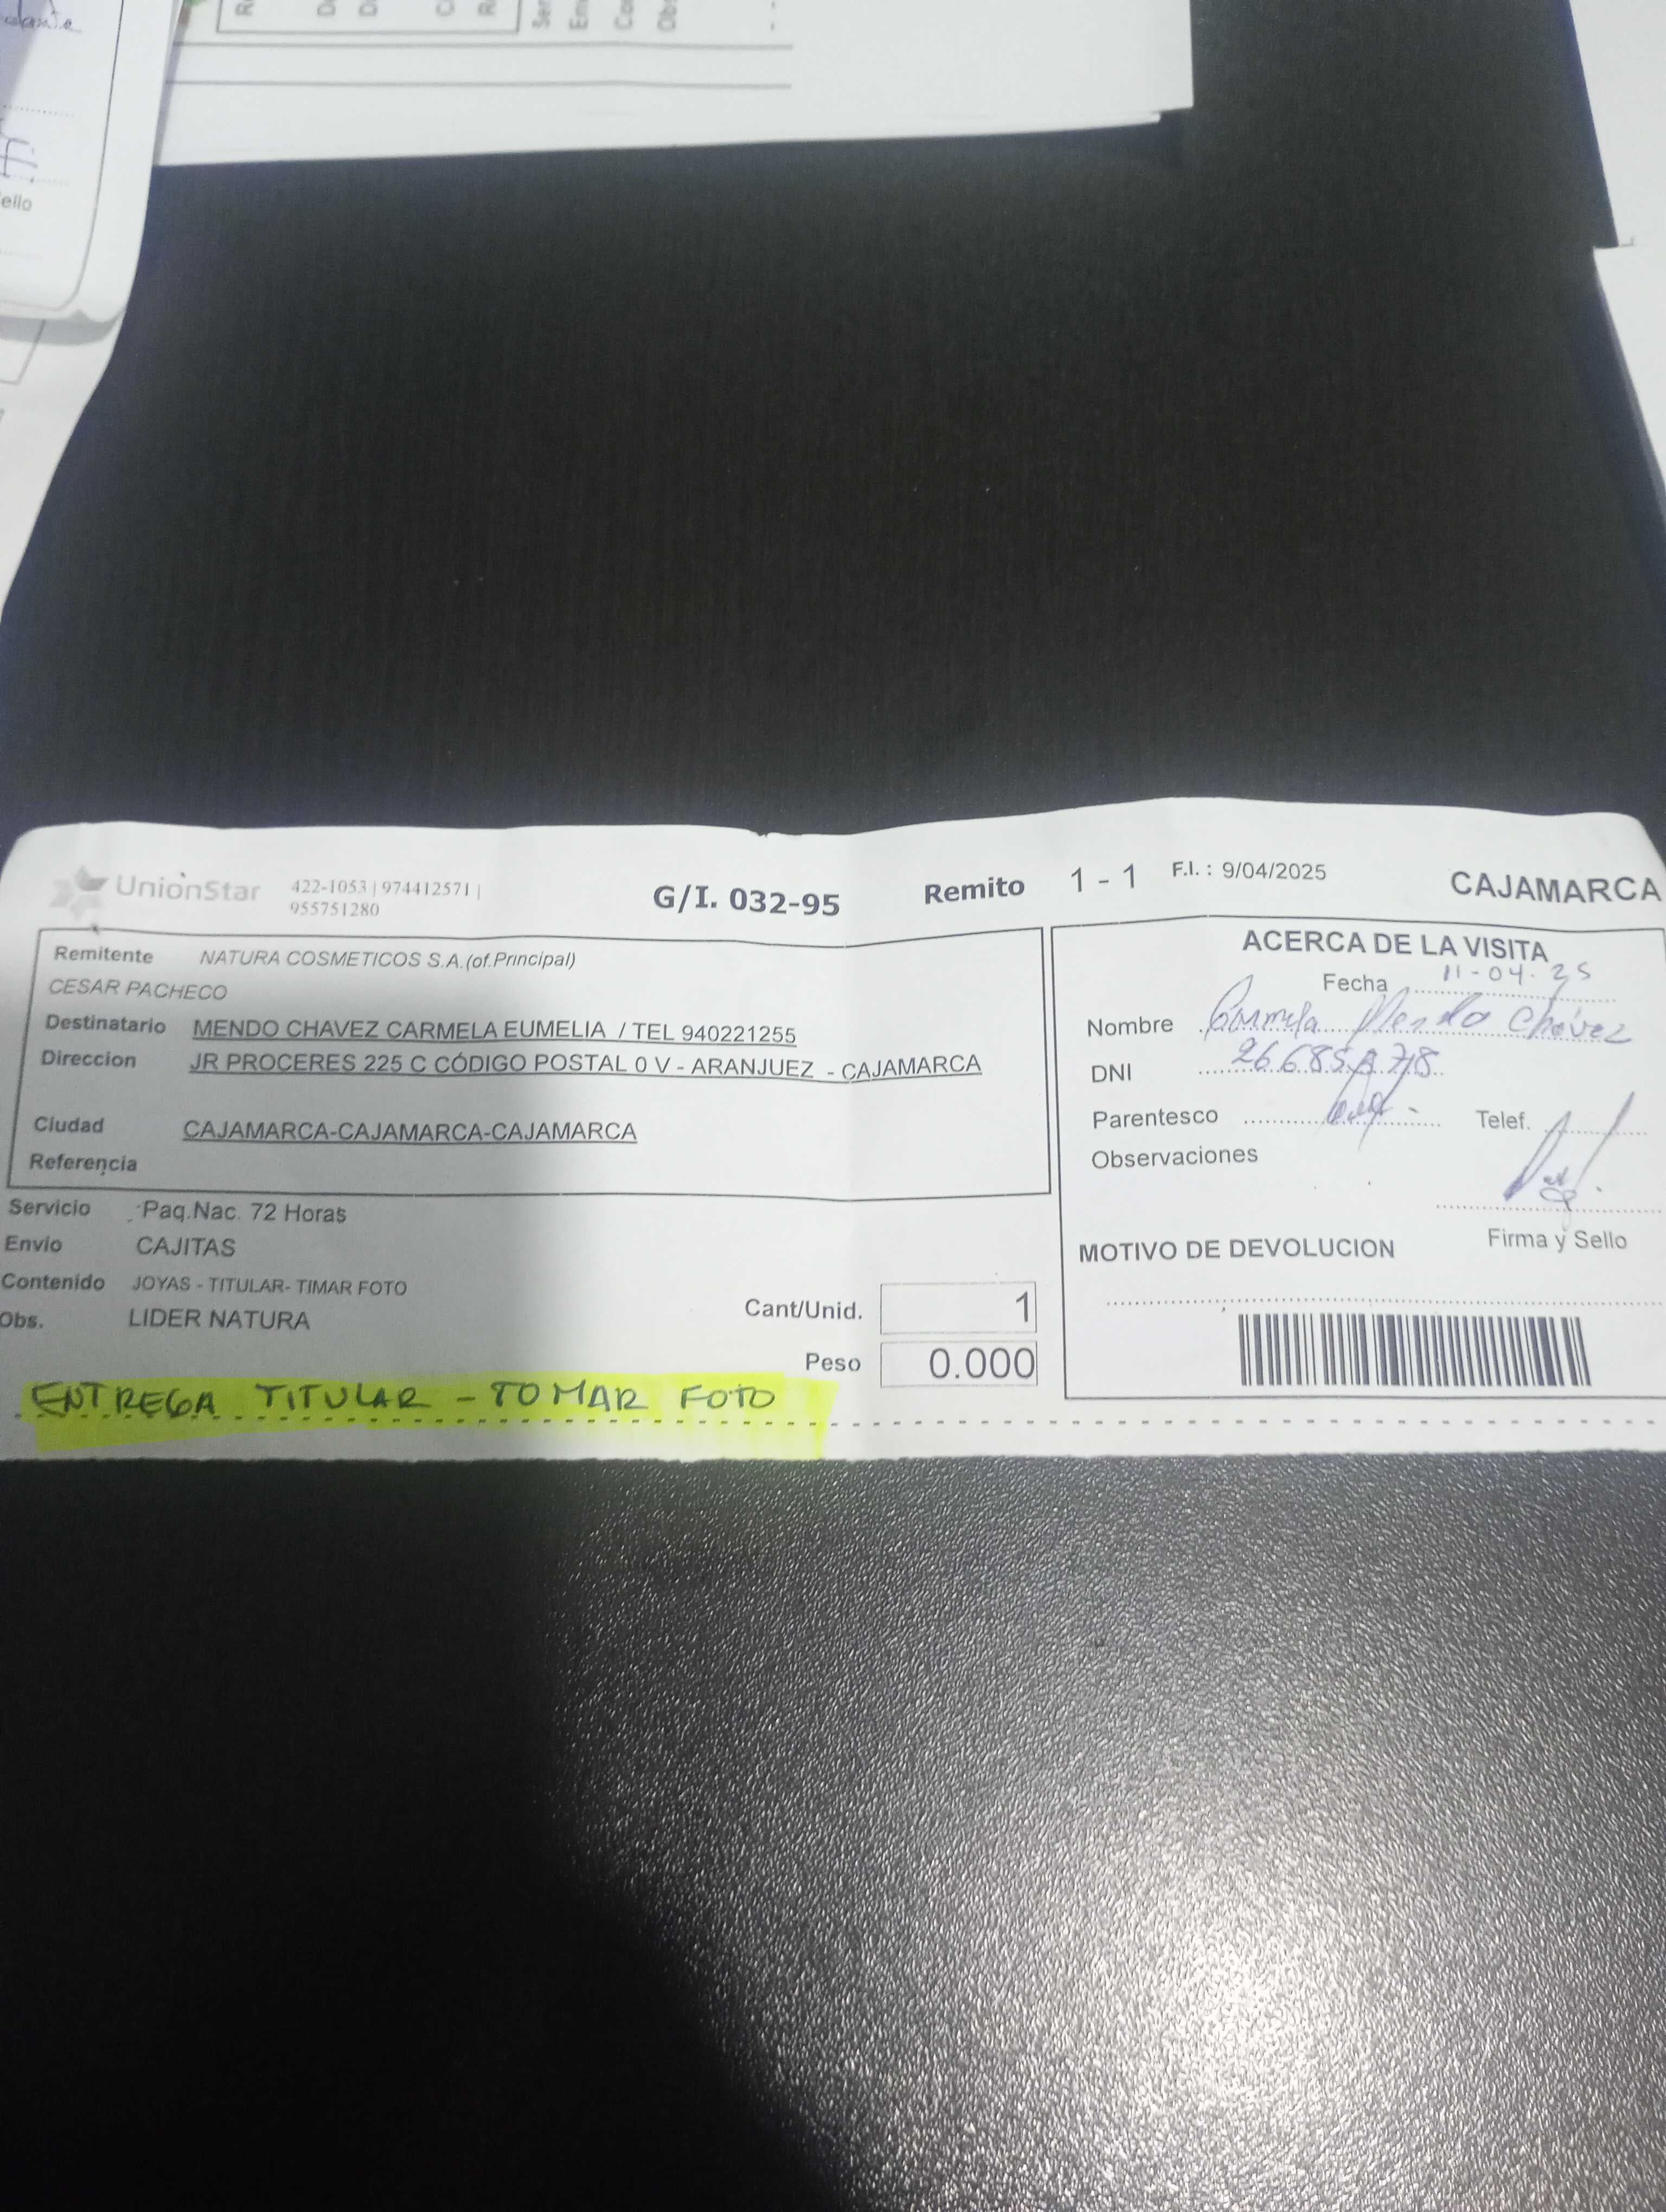 ello
UnionStar
422-1053 | 974412571 |
955751280
G/I. 032-95
Remito 1 - 1
F.I. : 9/04/2025
CAJAMARCA
Remitente NATURA COSMETICOS S.A.(of.Principal)
CESAR PACHECO
Destinatario MENDO CHAVEZ CARMELA EUMELIA / TEL 940221255
Direccion JR PROCERES 225 C CÓDIGO POSTAL 0 V - ARANJUEZ - CAJAMARCA
Ciudad CAJAMARCA-CAJAMARCA-CAJAMARCA
Referencia
Servicio Paq.Nac. 72 Horas
Envio CAJITAS
Contenido JOYAS - TITULAR- TIMAR FOTO
Obs. LIDER NATURA
Cant/Unid. 1
Peso 0.000
ENTREGA TITULAR - TOMAR FOTO
ACERCA DE LA VISITA
Fecha 11-04-25
Nombre Carmela Mendo Chávez
DNI
Parentesco
Telef.
Observaciones
Firma y Sello
MOTIVO DE DEVOLUCION